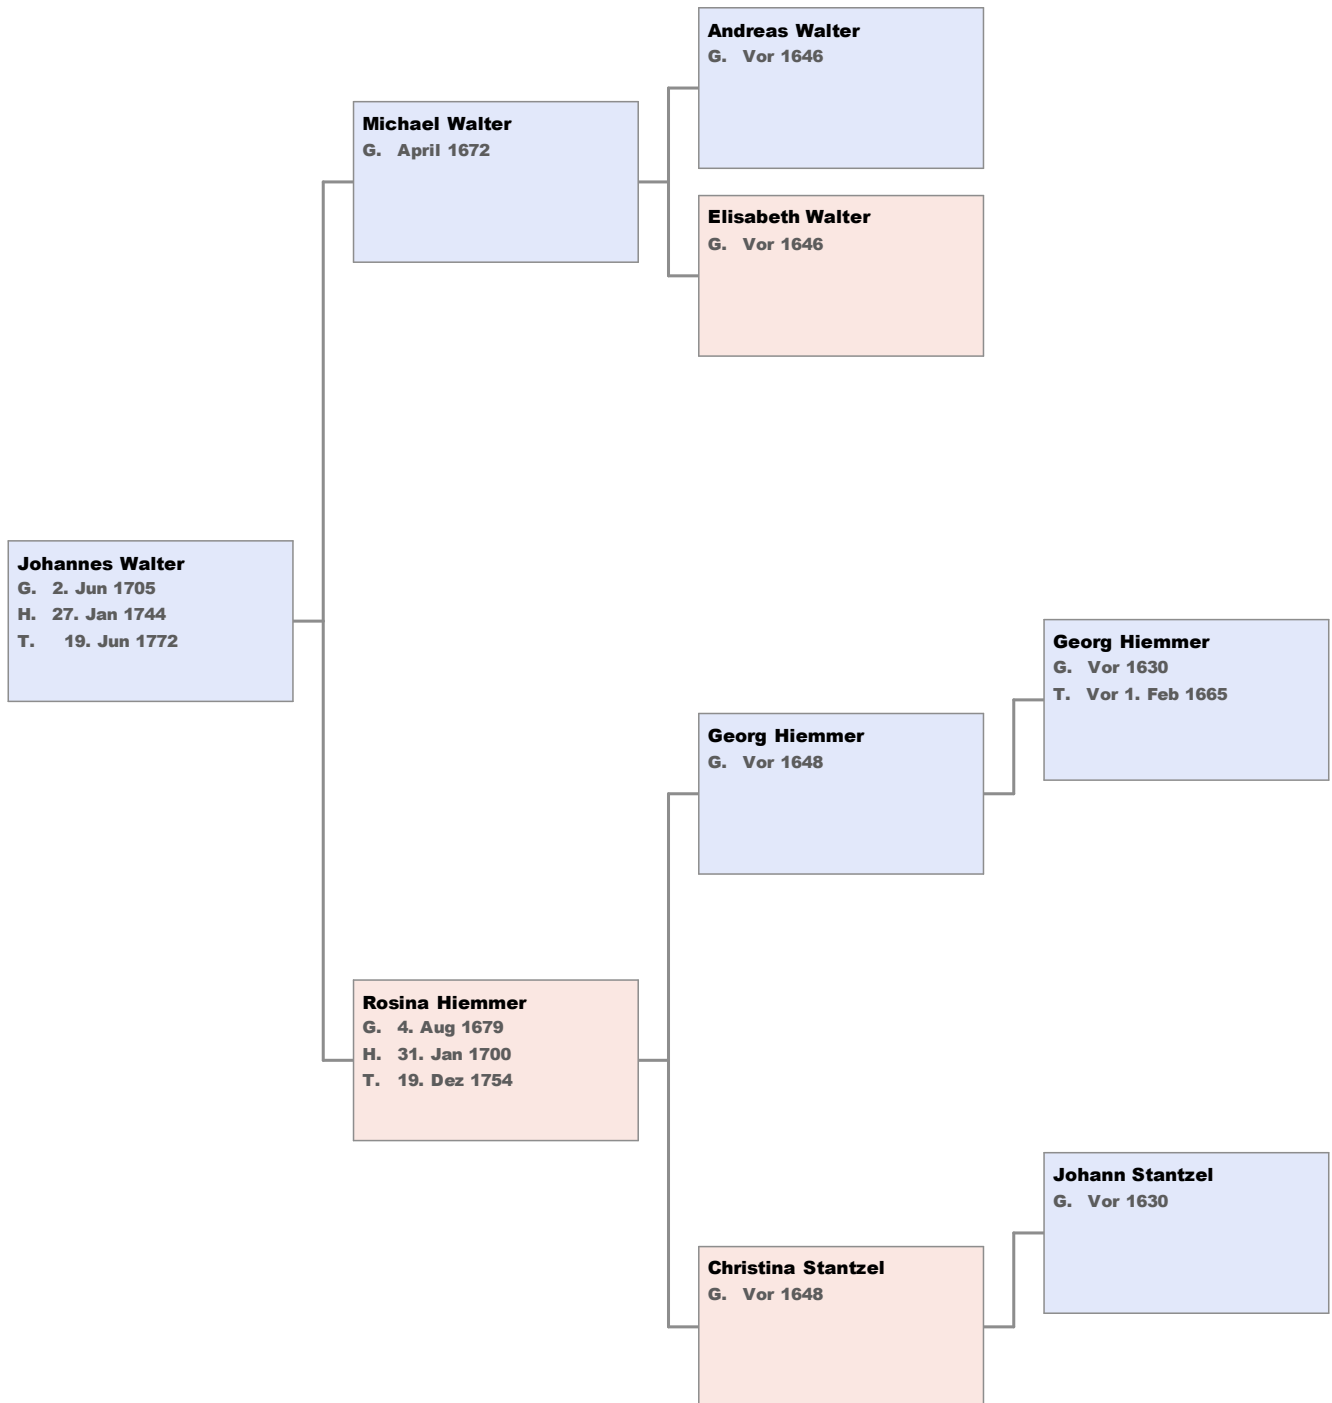 Andreas Walter
G. Vor 1646
Michael Walter
G. April 1672
Elisabeth Walter
G. Vor 1646
Johannes Walter
G. 2. Jun 1705
H. 27. Jan 1744
T. 19. Jun 1772
Georg Hiemmer
G. Vor 1630
T. Vor 1. Feb 1665
Georg Hiemmer
G. Vor 1648
Rosina Hiemmer
G. 4. Aug 1679
H. 31. Jan 1700
T. 19. Dez 1754
Johann Stantzel
G. Vor 1630
Christina Stantzel
G. Vor 1648